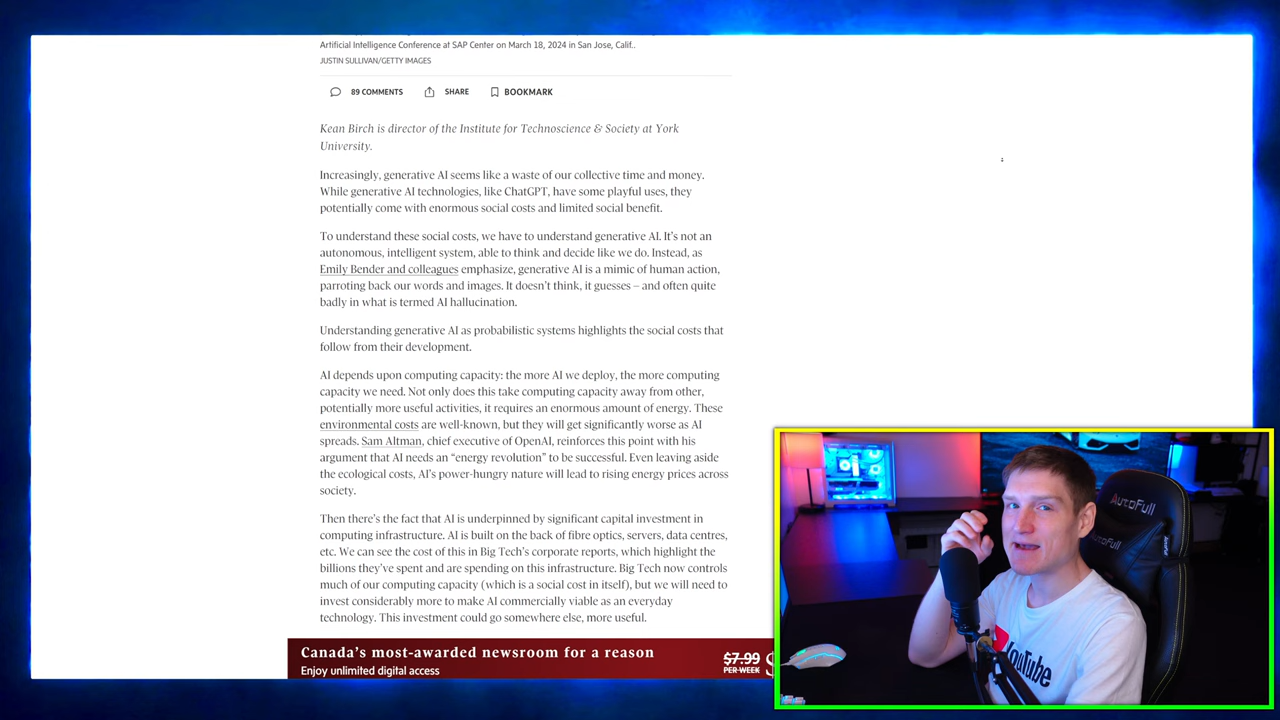 Artificial Intelligence Conference at SAP Center on March 18, 2024 in San Jose, Calif..
JUSTIN SULLIVAN/GETTY IMAGES
89 COMMENTS SHARE BOOKMARK
Kean Birch is director of the Institute for Technoscience & Society at York
University.
Increasingly, generative AI seems like a waste of our collective time and money.
While generative AI technologies, like ChatGPT, have some playful uses, they
potentially come with enormous social costs and limited social benefit.
To understand these social costs, we have to understand generative AI. It's not an
autonomous, intelligent system, able to think and decide like we do. Instead, as
Emily Bender and colleagues emphasize, generative AI is a mimic of human action,
parroting back our words and images. It doesn't think, it guesses – and often quite
badly in what is termed AI hallucination.
Understanding generative AI as probabilistic systems highlights the social costs that
follow from their development.
AI depends upon computing capacity: the more AI we deploy, the more computing
capacity we need. Not only does this take computing capacity away from other,
potentially more useful activities, it requires an enormous amount of energy. These
environmental costs are well-known, but they will get significantly worse as AI
spreads. Sam Altman, chief executive of OpenAI, reinforces this point with his
argument that AI needs an “energy revolution” to be successful. Even leaving aside
the ecological costs, AI's power-hungry nature will lead to rising energy prices across
society.
Then there's the fact that AI is underpinned by significant capital investment in
computing infrastructure. AI is built on the back of fibre optics, servers, data centres,
etc. We can see the cost of this in Big Tech's corporate reports, which highlight the
billions they've spent and are spending on this infrastructure. Big Tech now controls
much of our computing capacity (which is a social cost in itself), but we will need to
invest considerably more to make AI commercially viable as an everyday
technology. This investment could go somewhere else, more useful.
Canada's most-awarded newsroom for a reason
Enjoy unlimited digital access
$7.99
PER WEEK
AUTOFULL
AutoFull
YouTube